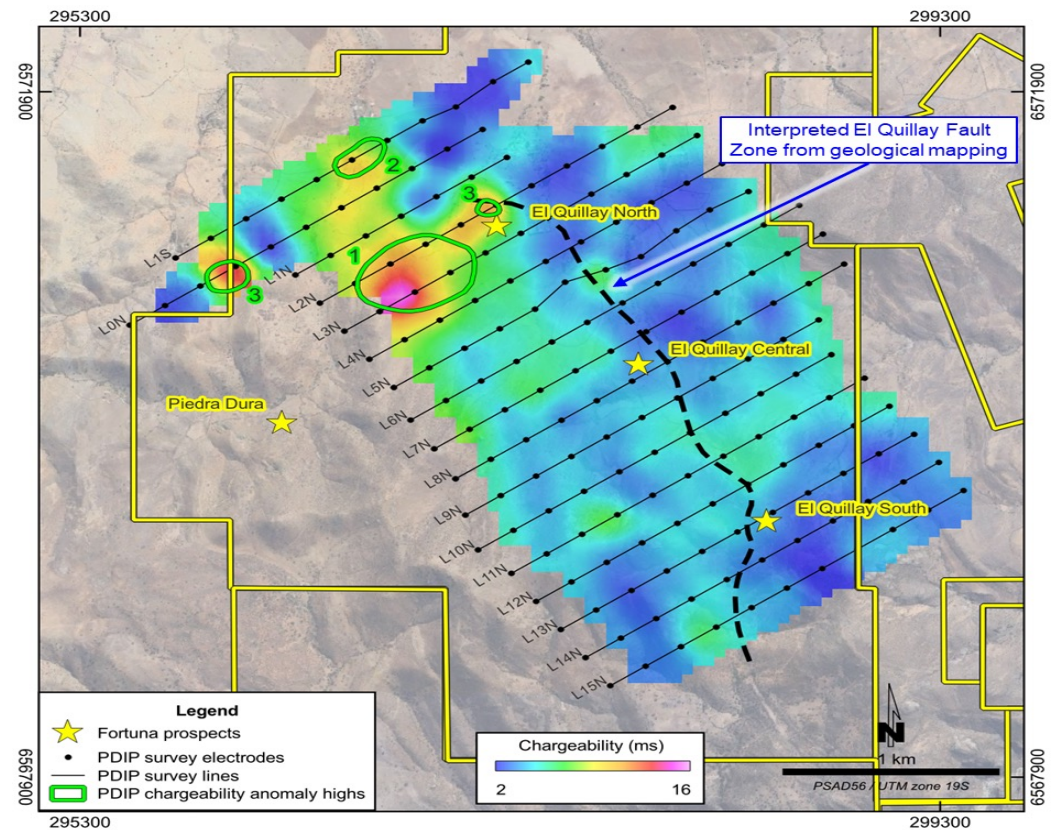 295300
299300
6571900
6571900
Interpreted El Quillay Fault
Zone from geological mapping
2
3
El Quillay North
1
L1S
L1N
3
L2N
L0N
L3N
L4N
El Quillay Central
L5N
Piedra Dura
L6N
L7N
L8N
El Quillay South
L9N
L10N
L11N
L12N
L13N
L14N
L15N
Legend
Fortuna prospects
PDIP survey electrodes
PDIP survey lines
PDIP chargeability anomaly highs
Chargeability (ms)
2 16
N
1 km
PSAD56 / UTM zone 19S
6567900
6567900
295300
299300